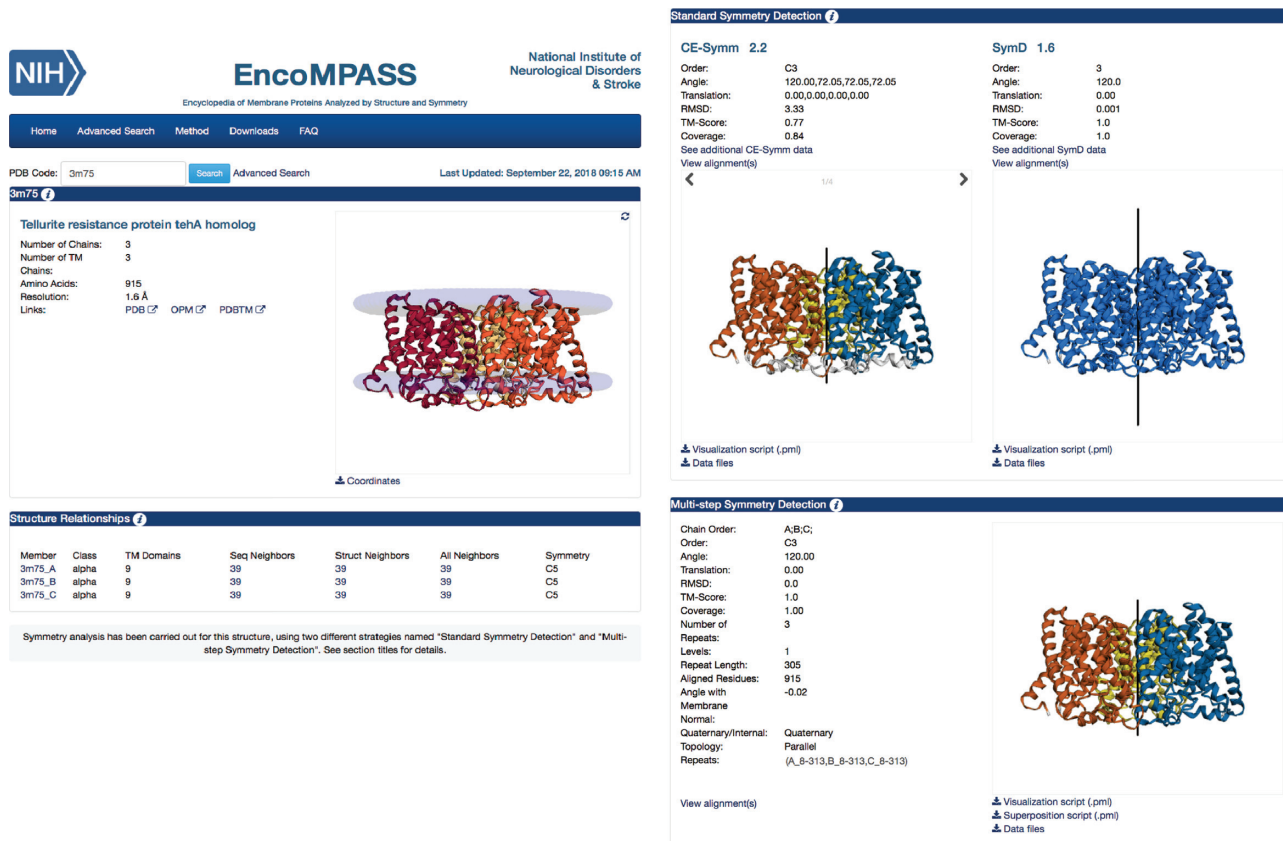 NIH
EncoMPASS
Encyclopedia of Membrane Proteins Analyzed by Structure and Symmetry
National Institute of
Neurological Disorders
& Stroke
Home Advanced Search Method Downloads FAQ
PDB Code: 3m75 Search Advanced Search Last Updated: September 22, 2018 09:15 AM
3m75 i
Tellurite resistance protein tehA homolog
Number of Chains: 3
Number of TM 3
Chains:
Amino Acids: 915
Resolution: 1.6 Å
Links: PDB OPM PDBTM
Coordinates
Structure Relationships i
Member Class TM Domains Seq Neighbors Struct Neighbors All Neighbors Symmetry
3m75_A alpha 9 39 39 39 C5
3m75_B alpha 9 39 39 39 C5
3m75_C alpha 9 39 39 39 C5
Symmetry analysis has been carried out for this structure, using two different strategies named "Standard Symmetry Detection" and "Multi-
step Symmetry Detection". See section titles for details.
Standard Symmetry Detection i
CE-Symm 2.2
Order: C3
Angle: 120.00,72.05,72.05,72.05
Translation: 0.00,0.00,0.00,0.00
RMSD: 3.33
TM-Score: 0.77
Coverage: 0.84
See additional CE-Symm data
View alignment(s)
1/4
Visualization script (.pml)
Data files
SymD 1.6
Order: 3
Angle: 120.0
Translation: 0.00
RMSD: 0.001
TM-Score: 1.0
Coverage: 1.0
See additional SymD data
View alignment(s)
Visualization script (.pml)
Data files
Multi-step Symmetry Detection i
Chain Order: A;B;C;
Order: C3
Angle: 120.00
Translation: 0.00
RMSD: 0.0
TM-Score: 1.0
Coverage: 1.00
Number of 3
Repeats:
Levels: 1
Repeat Length: 305
Aligned Residues: 915
Angle with -0.02
Membrane
Normal:
Quaternary/Internal: Quaternary
Topology: Parallel
Repeats: (A_8-313,B_8-313,C_8-313)
View alignment(s)
Visualization script (.pml)
Superposition script (.pml)
Data files